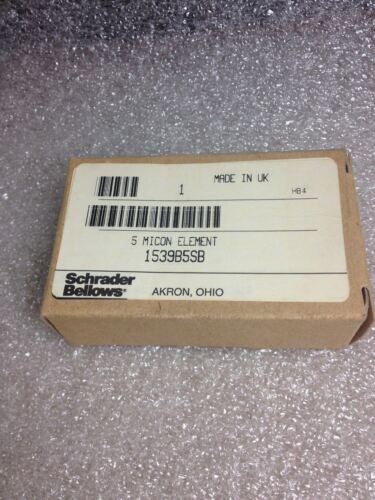 1
MADE IN UK
HB4
5 MICON ELEMENT
1539B5SB
Schrader
Bellows®
AKRON, OHIO